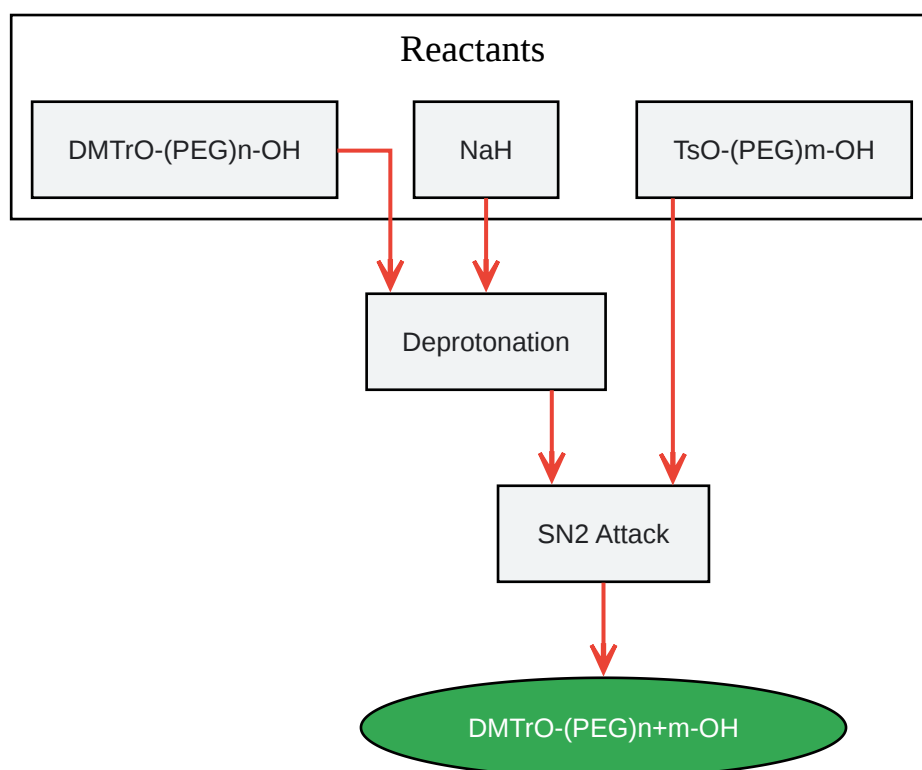 Reactants
DMTrO-(PEG)n-OH
NaH
TsO-(PEG)m-OH
Deprotonation
SN2 Attack
DMTrO-(PEG)n+m-OH